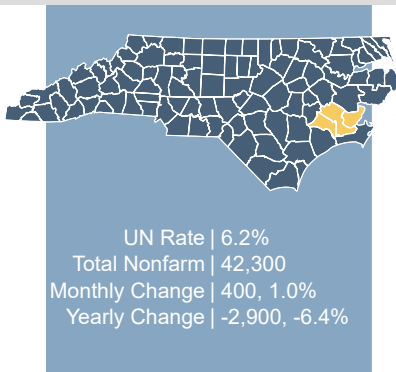 UN Rate | 6.2%
Total Nonfarm | 42,300
Monthly Change | 400, 1.0%
Yearly Change | -2,900, -6.4%